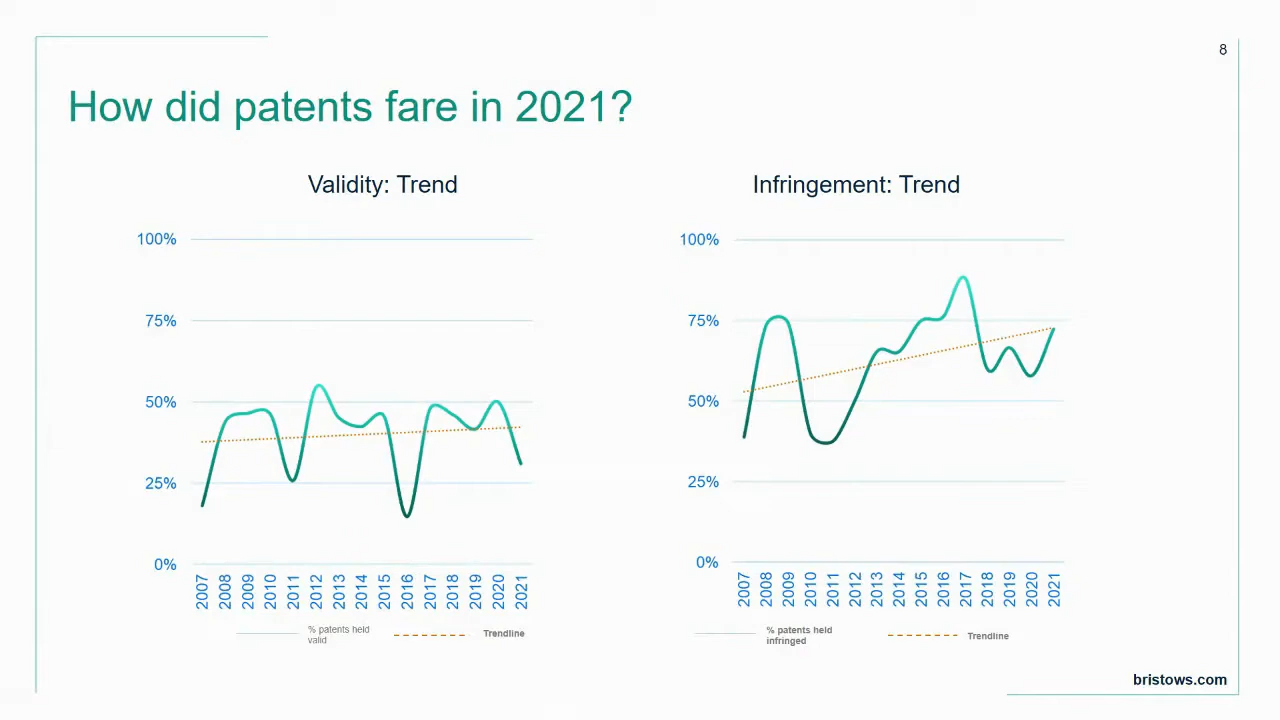 8
How did patents fare in 2021?
Validity: Trend
100%
75%
50%
25%
0%
2007 2008 2009 2010 2011 2012 2013 2014 2015 2016 2017 2018 2019 2020 2021
% patents held
valid
Trendline
Infringement: Trend
100%
75%
50%
25%
0%
2007 2008 2009 2010 2011 2012 2013 2014 2015 2016 2017 2018 2019 2020 2021
% patents held
infringed
Trendline
bristows.com